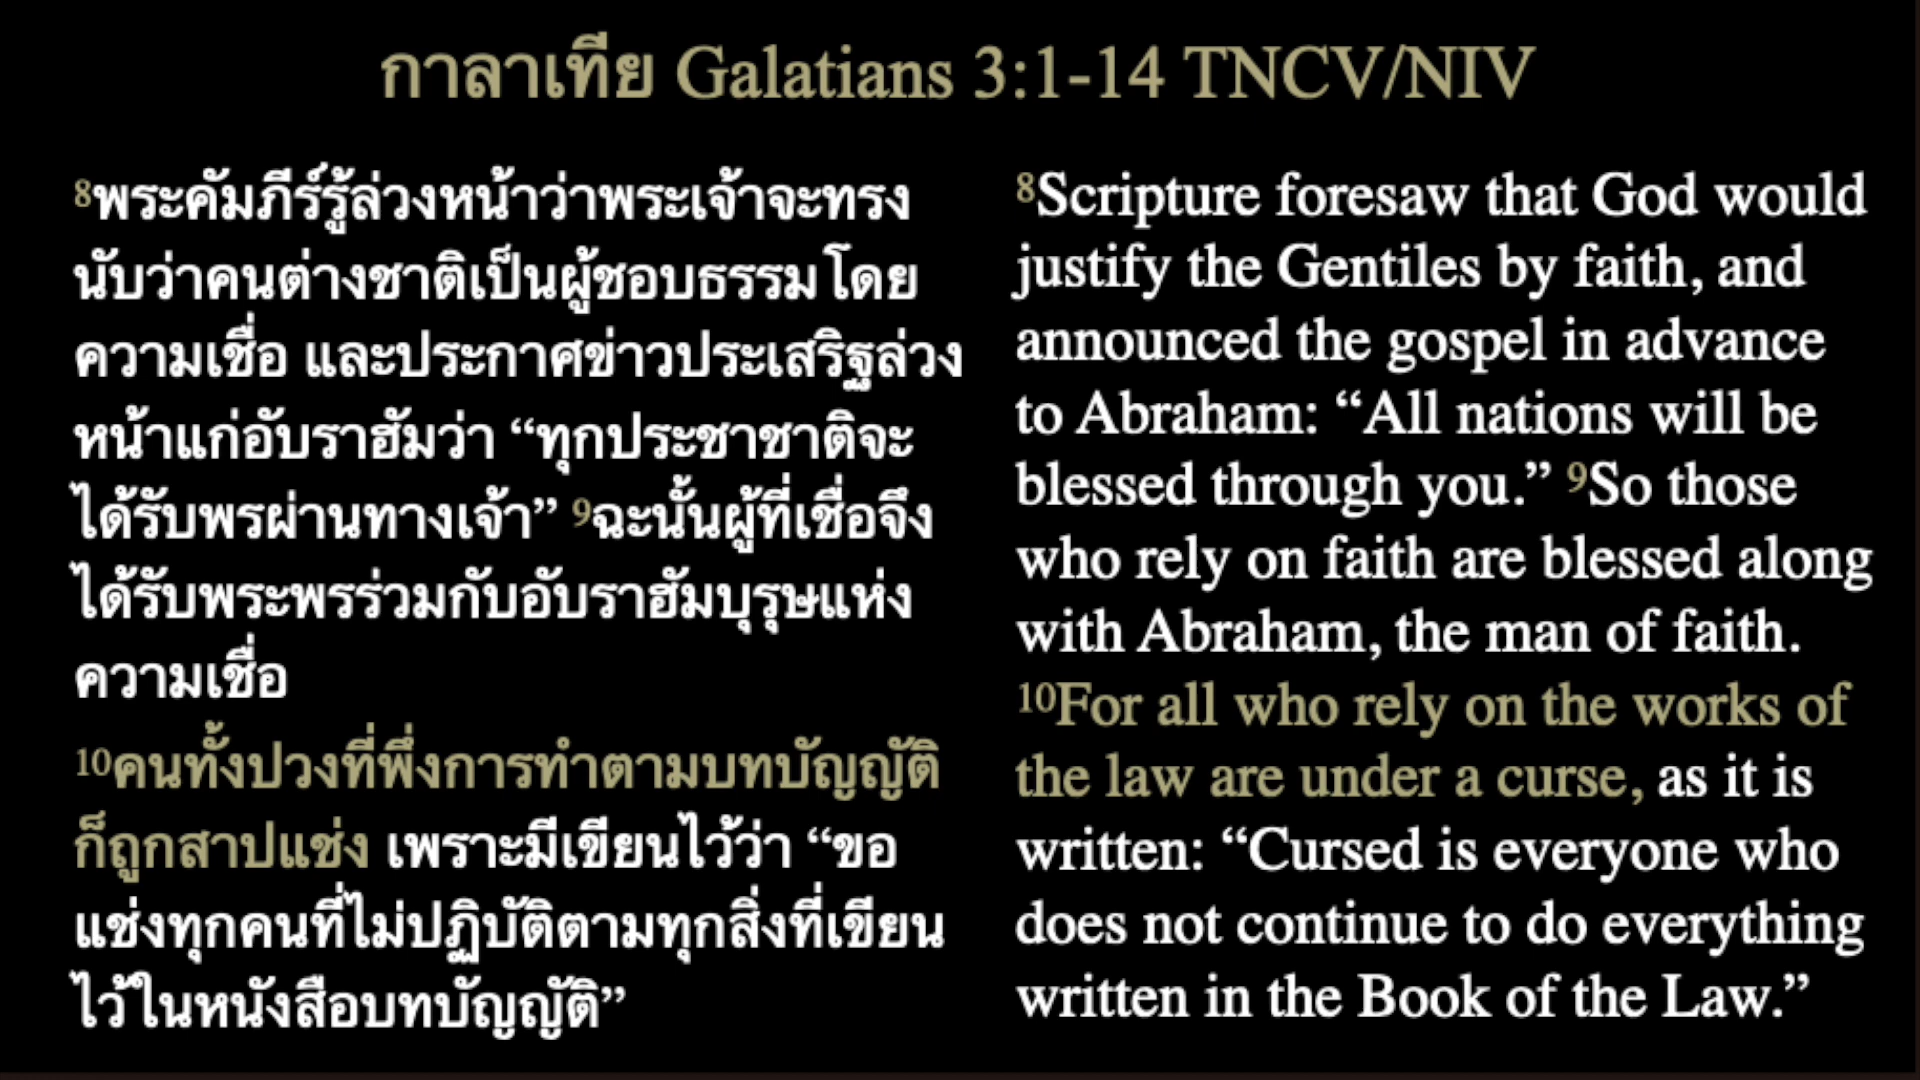 กาลาเทีย Galatians 3:1-14 TNCV/NIV
8พระคัมภีร์รู้ล่วงหน้าว่าพระเจ้าจะทรง
นับว่าคนต่างชาติเป็นผู้ชอบธรรมโดย
ความเชื่อ และประกาศข่าวประเสริฐล่วง
หน้าแก่อับราฮัมว่า “ทุกประชาชาติจะ
ได้รับพรผ่านทางเจ้า” 9ฉะนั้นผู้ที่เชื่อจึง
ได้รับพระพรร่วมกับอับราฮัมบุรุษแห่ง
ความเชื่อ
10คนทั้งปวงที่พึ่งการทำตามบทบัญญัติ
ก็ถูกสาปแช่ง เพราะมีเขียนไว้ว่า “ขอ
แช่งทุกคนที่ไม่ปฏิบัติตามทุกสิ่งที่เขียน
ไว้ในหนังสือบทบัญญัติ”
8Scripture foresaw that God would
justify the Gentiles by faith, and
announced the gospel in advance
to Abraham: “All nations will be
blessed through you.” 9So those
who rely on faith are blessed along
with Abraham, the man of faith.
10For all who rely on the works of
the law are under a curse, as it is
written: “Cursed is everyone who
does not continue to do everything
written in the Book of the Law.”